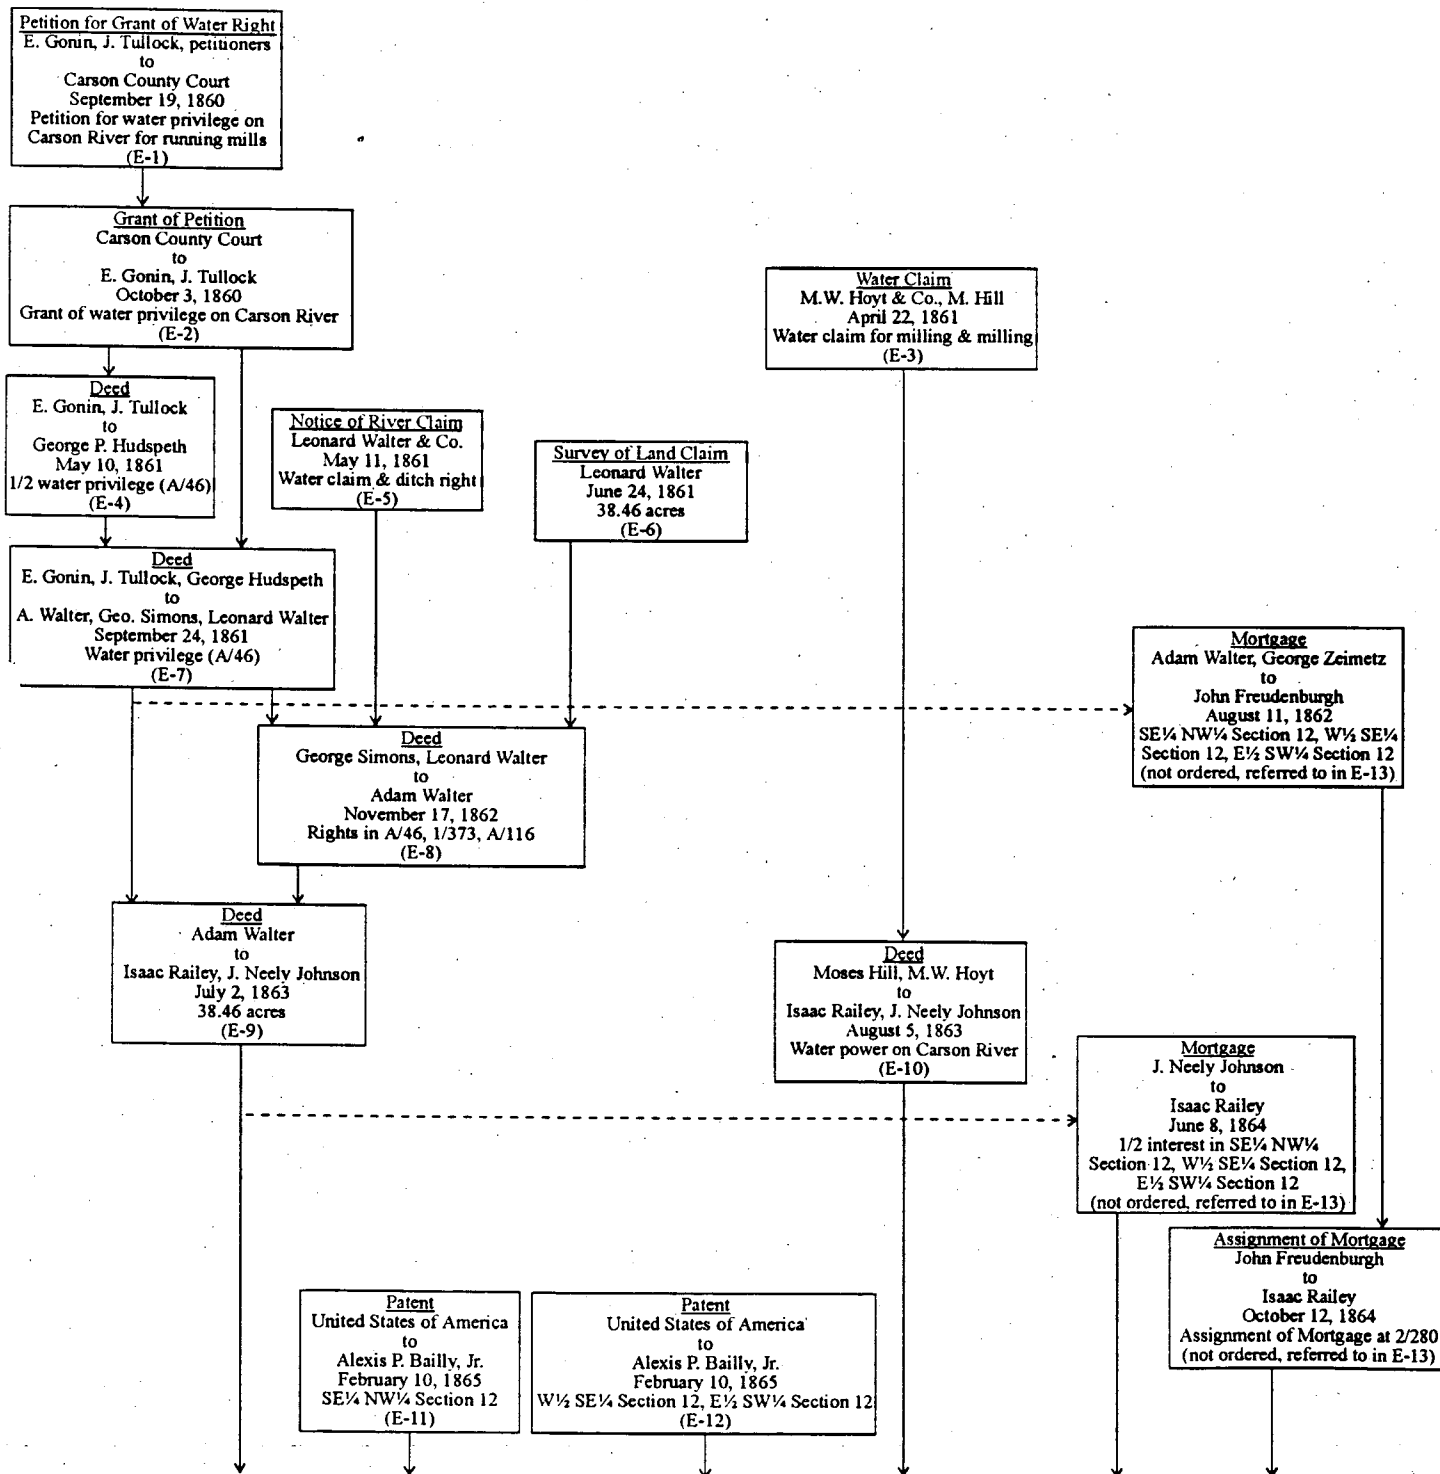 Petition for Grant of Water Right
E. Gonin, J. Tullock, petitioners
to
Carson County Court
September 19, 1860
Petition for water privilege on
Carson River for running mills
(E-1)
Grant of Petition
Carson County Court
to
E. Gonin, J. Tullock
October 3, 1860
Grant of water privilege on Carson River
(E-2)
Water Claim
M.W. Hoyt & Co., M. Hill
April 22, 1861
Water claim for milling & milling
(E-3)
Deed
E. Gonin, J. Tullock
to
George P. Hudspeth
May 10, 1861
1/2 water privilege (A/46)
(E-4)
Notice of River Claim
Leonard Walter & Co.
May 11, 1861
Water claim & ditch right
(E-5)
Survey of Land Claim
Leonard Walter
June 24, 1861
38.46 acres
(E-6)
Deed
E. Gonin, J. Tullock, George Hudspeth
to
A. Walter, Geo. Simons, Leonard Walter
September 24, 1861
Water privilege (A/46)
(E-7)
Mortgage
Adam Walter, George Zeimetz
to
John Freudenburgh
August 11, 1862
SE¼ NW¼ Section 12, W½ SE¼
Section 12, E½ SW¼ Section 12
(not ordered, referred to in E-13)
Deed
George Simons, Leonard Walter
to
Adam Walter
November 17, 1862
Rights in A/46, 1/373, A/116
(E-8)
Deed
Adam Walter
to
Isaac Railey, J. Neely Johnson
July 2, 1863
38.46 acres
(E-9)
Deed
Moses Hill, M.W. Hoyt
to
Isaac Railey, J. Neely Johnson
August 5, 1863
Water power on Carson River
(E-10)
Mortgage
J. Neely Johnson
to
Isaac Railey
June 8, 1864
1/2 interest in SE¼ NW¼
Section 12, W½ SE¼ Section 12,
E½ SW¼ Section 12
(not ordered, referred to in E-13)
Assignment of Mortgage
John Freudenburgh
to
Isaac Railey
October 12, 1864
Assignment of Mortgage at 2/280
(not ordered, referred to in E-13)
Patent
United States of America
to
Alexis P. Bailly, Jr.
February 10, 1865
SE¼ NW¼ Section 12
(E-11)
Patent
United States of America
to
Alexis P. Bailly, Jr.
February 10, 1865
W½ SE¼ Section 12, E½ SW¼ Section 12
(E-12)